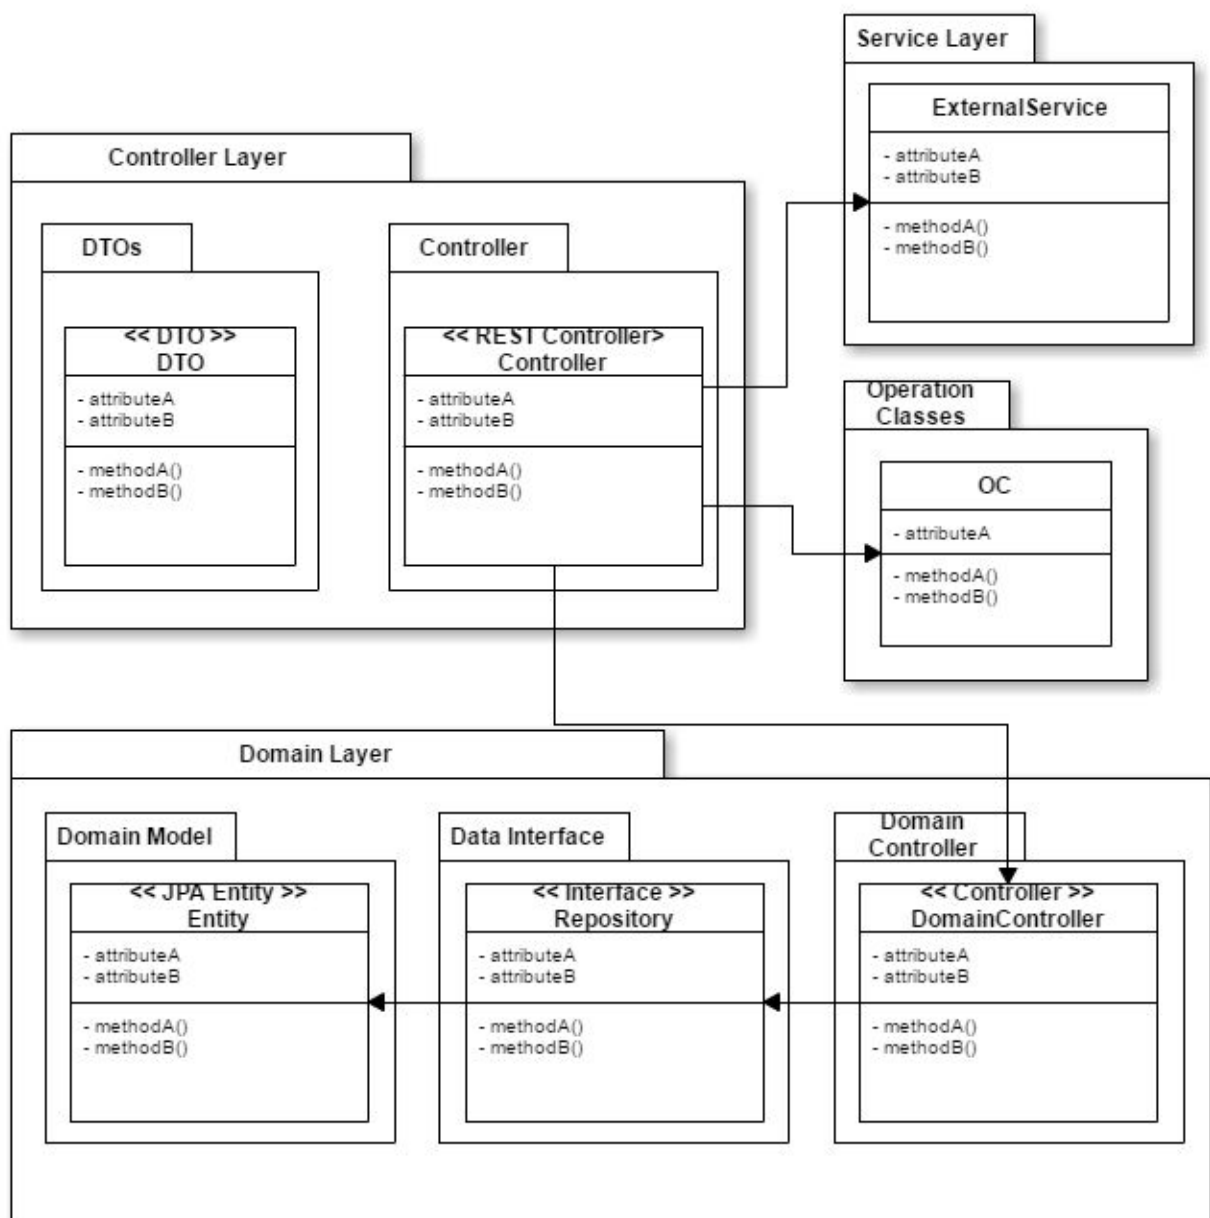 Service Layer
ExternalService
- attributeA
- attributeB
- methodA()
- methodB()
Controller Layer
DTOs
<< DTO >>
DTO
- attributeA
- attributeB
- methodA()
- methodB()
Controller
<< REST Controller>
Controller
- attributeA
- attributeB
- methodA()
- methodB()
Operation
Classes
OC
- attributeA
- methodA()
- methodB()
Domain Layer
Domain Model
<< JPA Entity >>
Entity
- attributeA
- attributeB
- methodA()
- methodB()
Data Interface
<< Interface >>
Repository
- attributeA
- attributeB
- methodA()
- methodB()
Domain
Controller
<< Controller >>
DomainController
- attributeA
- attributeB
- methodA()
- methodB()